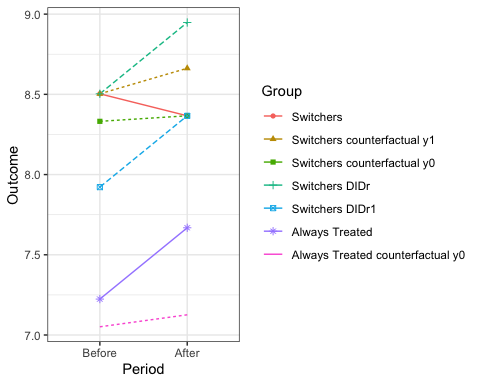 9.0
8.5
8.0
7.5
7.0
Outcome
Before
After
Period
Group
Switchers
Switchers counterfactual y1
Switchers counterfactual y0
Switchers DIDr
Switchers DIDr1
Always Treated
Always Treated counterfactual y0